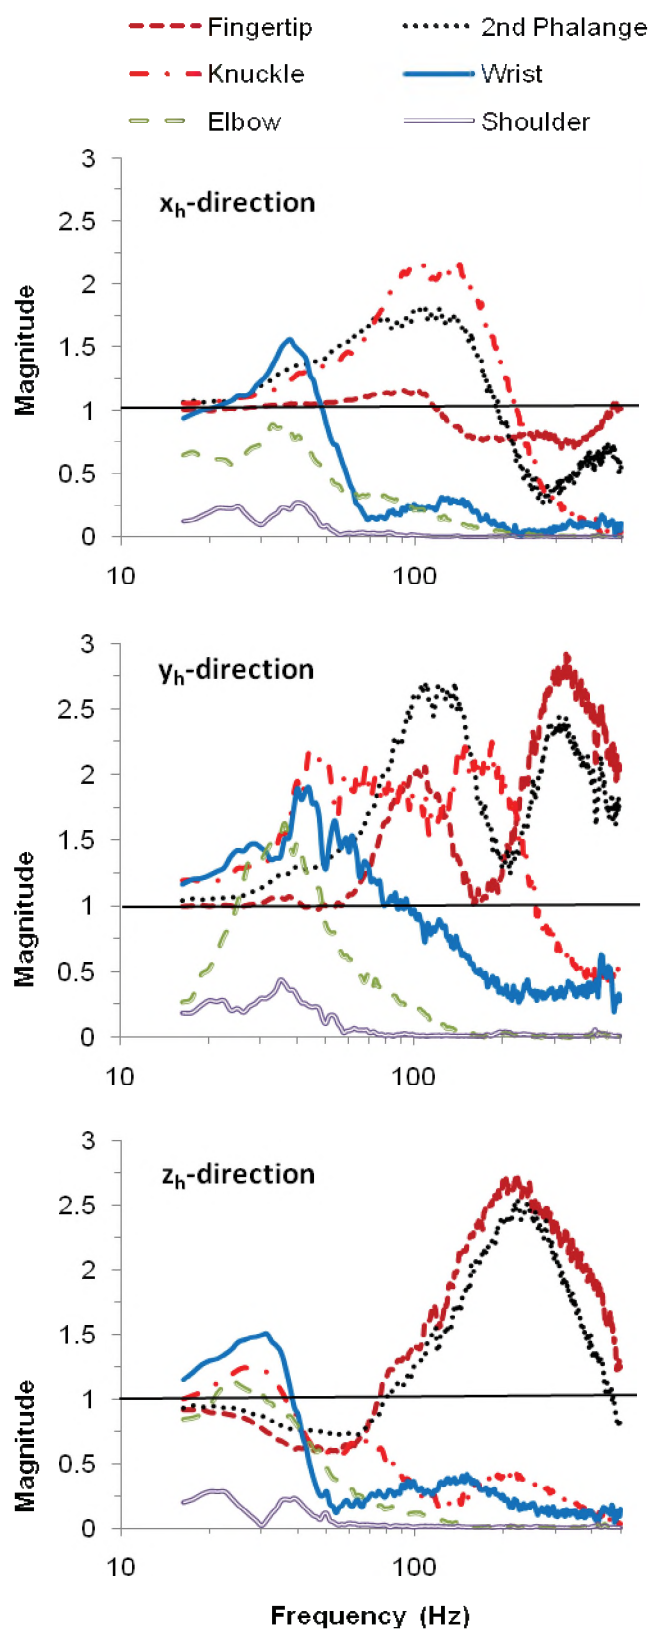 Fingertip 2nd Phalange
Knuckle Wrist
Elbow Shoulder
3
2.5
2
1.5
1
0.5
0
xh-direction
Magnitude
10 100
3
2.5
2
1.5
1
0.5
0
yh-direction
Magnitude
10 100
3
2.5
2
1.5
1
0.5
0
zh-direction
Magnitude
10 100
Frequency (Hz)